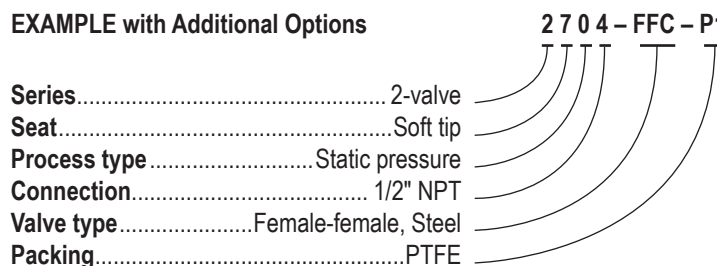 EXAMPLE with Additional Options 2 7 0 4 – FFC – P
Series.................................................... 2-valve
Seat........................................................Soft tip
Process type ...........................Static pressure
Connection....................................... 1/2" NPT
Valve type......................Female-female, Steel
Packing....................................................PTFE